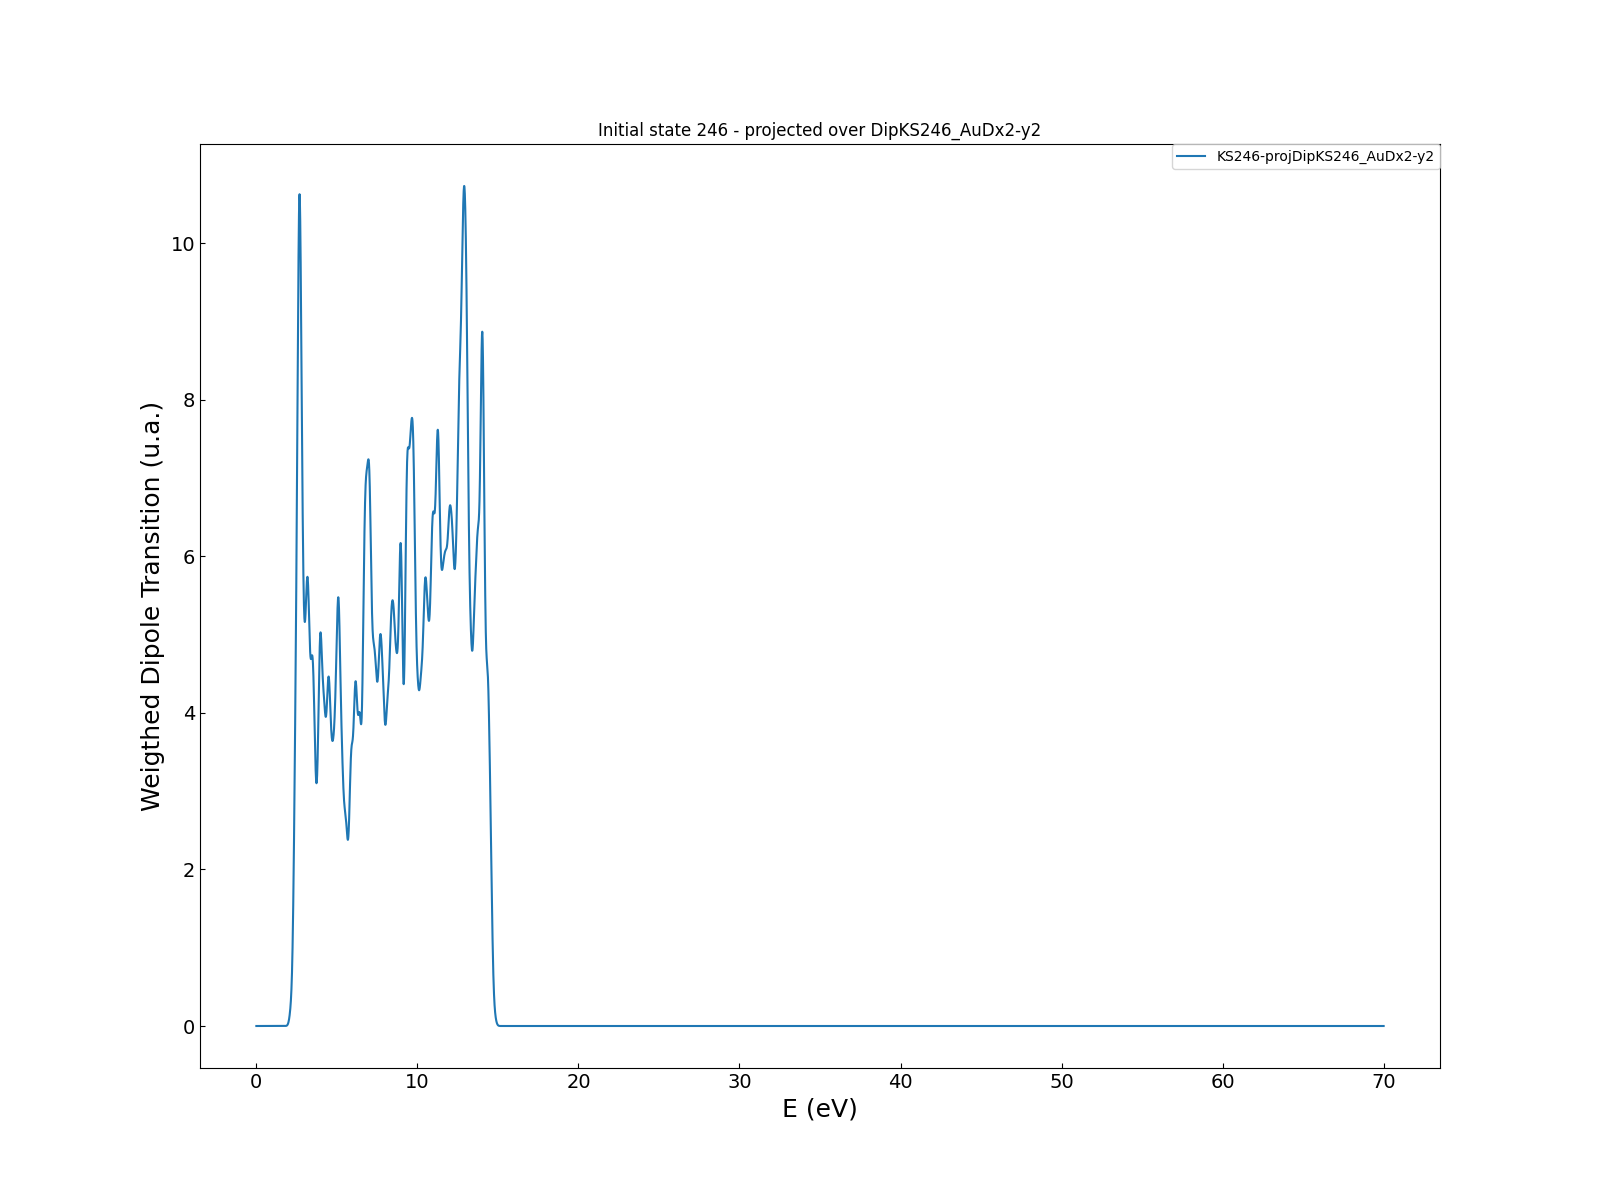 Initial state 246 - projected over DipKS246_AuDx2-y2
KS246-projDipKS246_AuDx2-y2
Weigthed Dipole Transition (u.a.)
10
8
6
4
2
0
0 10 20 30 40 50 60 70
E (eV)